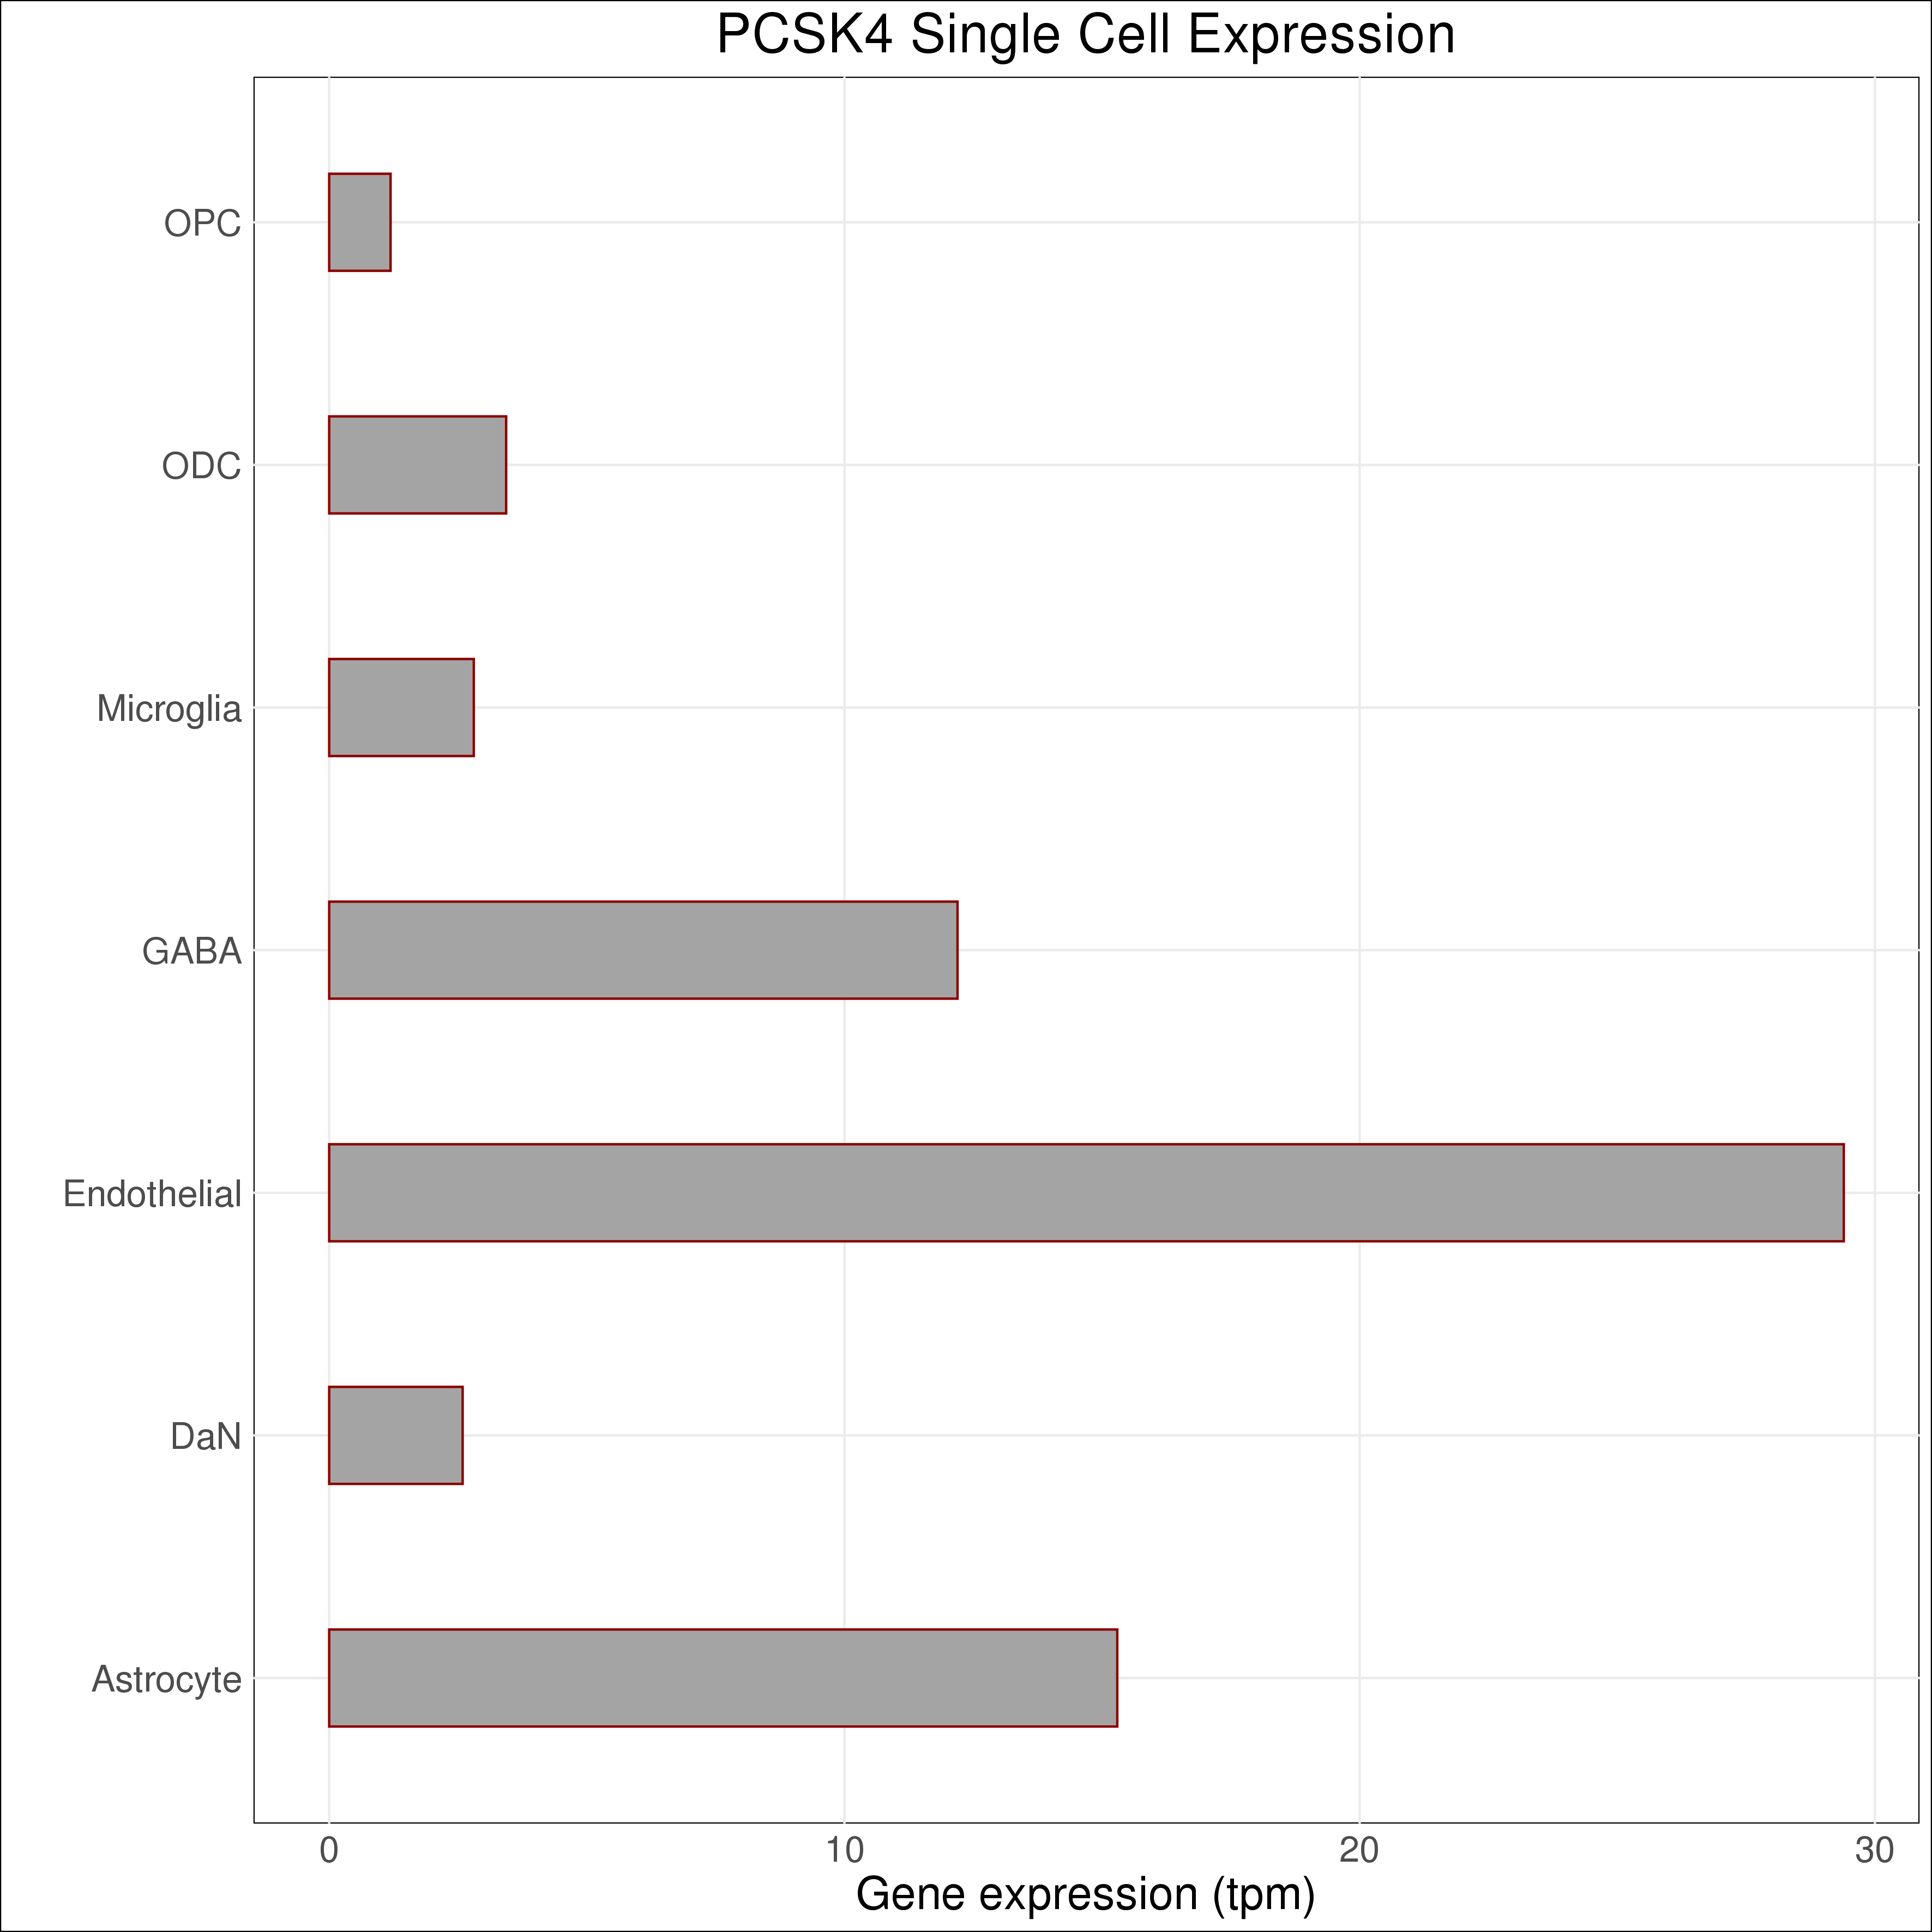 PCSK4 Single Cell Expression
OPC
ODC
Microglia
GABA
Endothelial
DaN
Astrocyte
0 10 20 30
Gene expression (tpm)